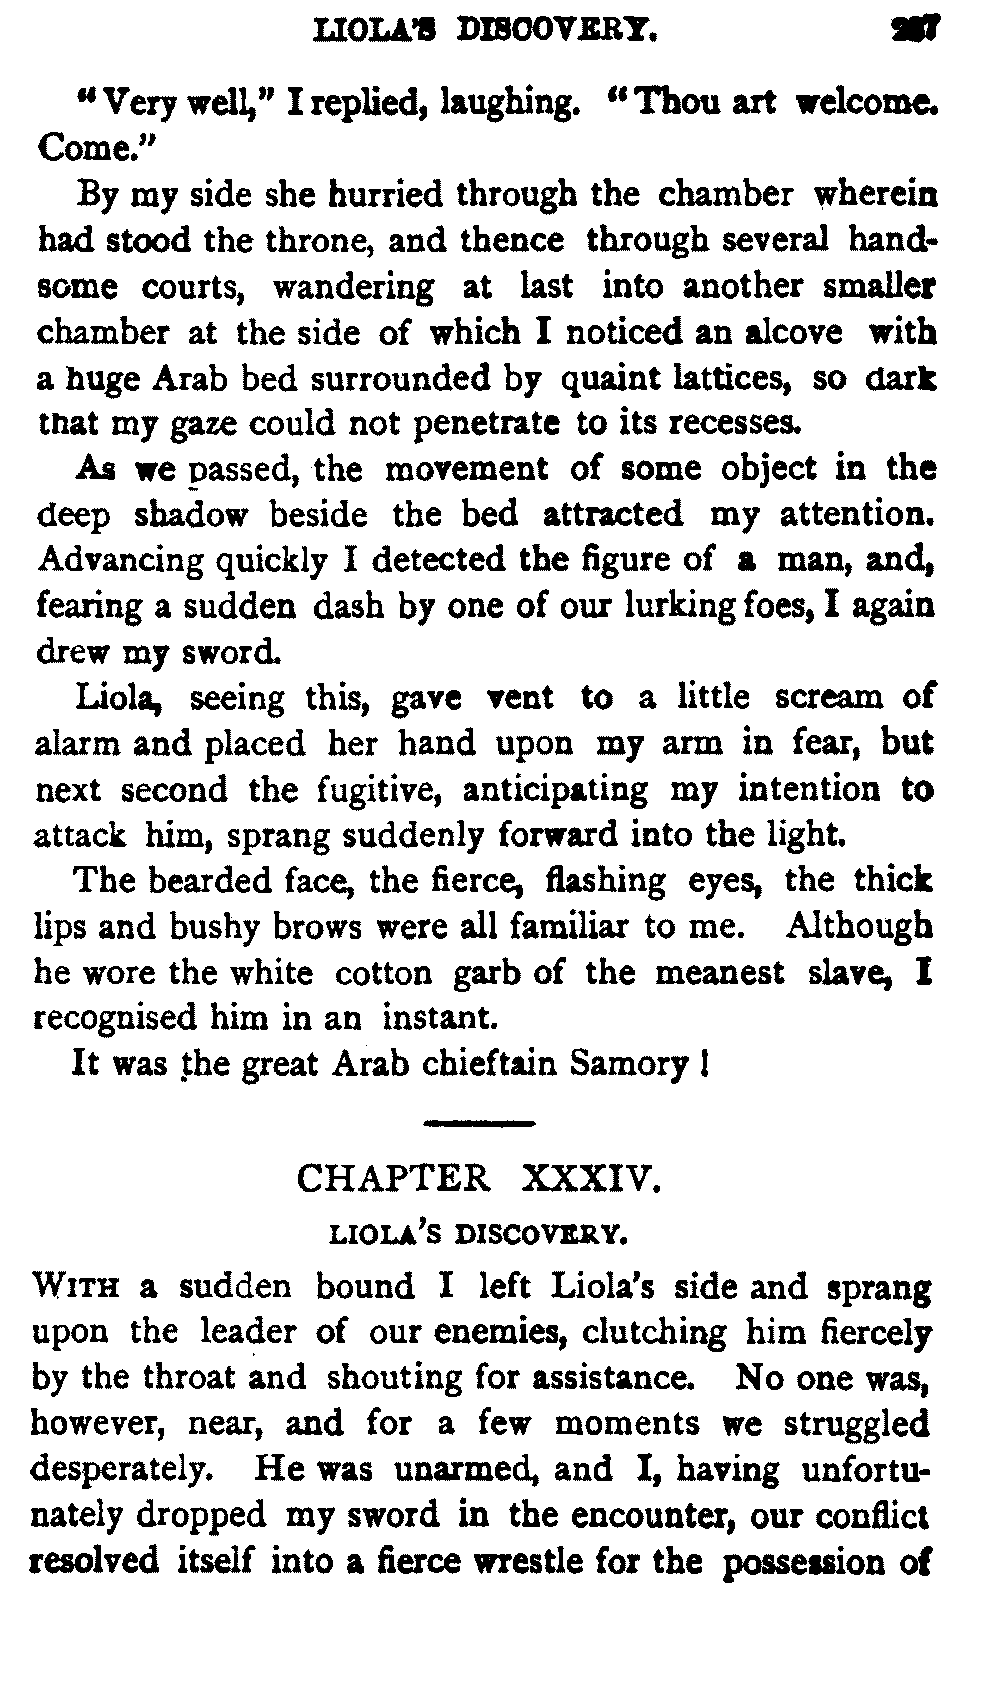 LIOLA'S DISCOVERY. 267
"Very well," I replied, laughing. "Thou art welcome.
Come."
By my side she hurried through the chamber wherein
had stood the throne, and thence through several hand-
some courts, wandering at last into another smaller
chamber at the side of which I noticed an alcove with
a huge Arab bed surrounded by quaint lattices, so dark
that my gaze could not penetrate to its recesses.
As we passed, the movement of some object in the
deep shadow beside the bed attracted my attention.
Advancing quickly I detected the figure of a man, and,
fearing a sudden dash by one of our lurking foes, I again
drew my sword.
Liola, seeing this, gave vent to a little scream of
alarm and placed her hand upon my arm in fear, but
next second the fugitive, anticipating my intention to
attack him, sprang suddenly forward into the light.
The bearded face, the fierce, flashing eyes, the thick
lips and bushy brows were all familiar to me. Although
he wore the white cotton garb of the meanest slave, I
recognised him in an instant.
It was the great Arab chieftain Samory!
CHAPTER XXXIV.
LIOLA'S DISCOVERY.
WITH a sudden bound I left Liola's side and sprang
upon the leader of our enemies, clutching him fiercely
by the throat and shouting for assistance. No one was,
however, near, and for a few moments we struggled
desperately. He was unarmed, and I, having unfortu-
nately dropped my sword in the encounter, our conflict
resolved itself into a fierce wrestle for the possession of